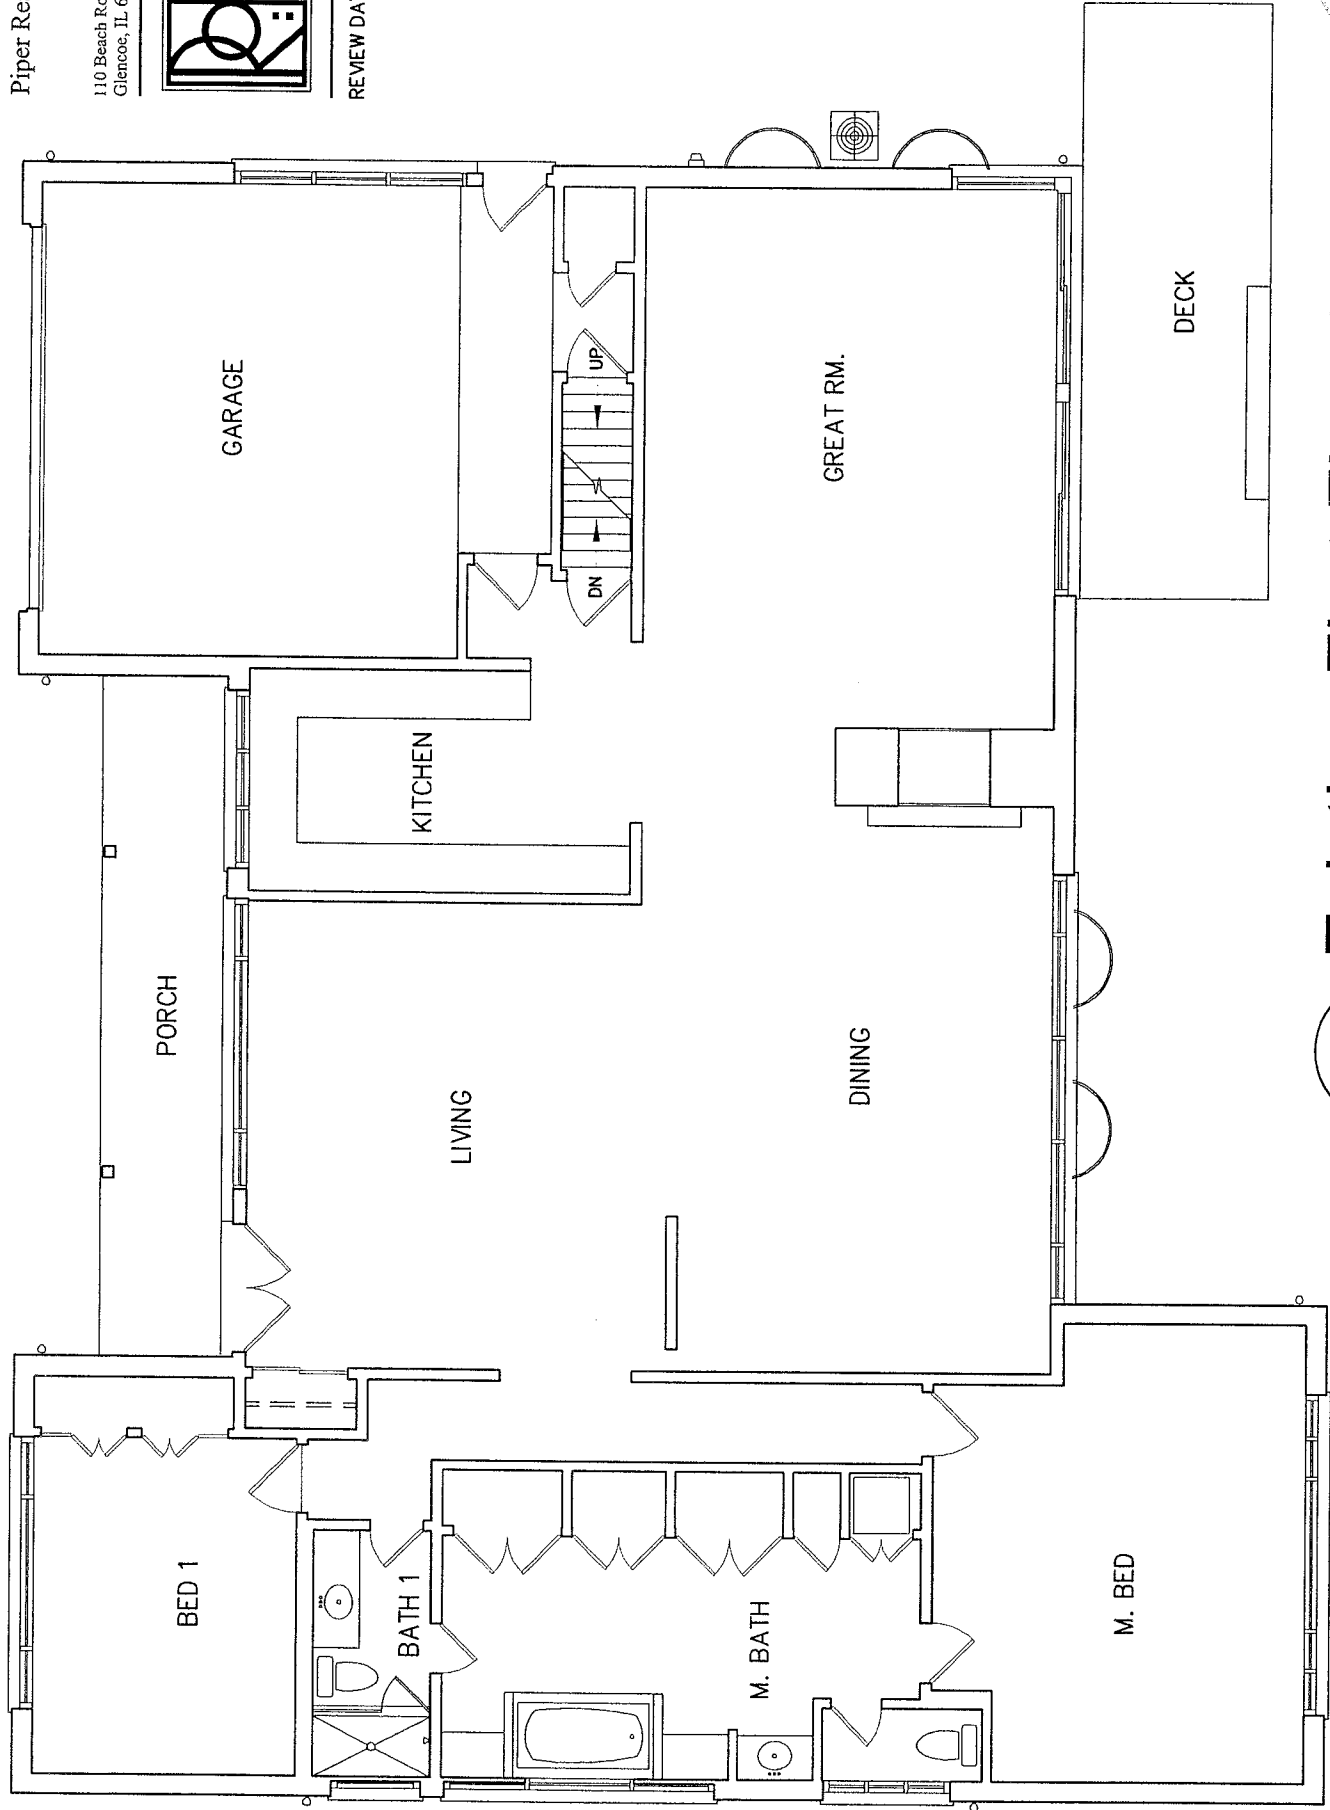 Piper Re
110 Beach Ro
Glencoe, IL 6
REVIEW DA
GARAGE
UP
DN
GREAT RM.
DECK
KITCHEN
PORCH
LIVING
DINING
BED 1
BATH 1
M. BATH
M. BED